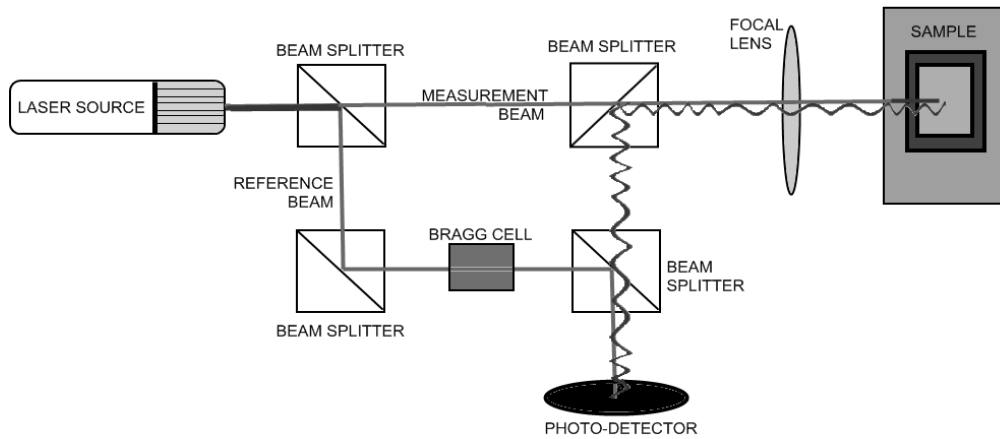 FOCAL
LENS
SAMPLE
BEAM SPLITTER
BEAM SPLITTER
LASER SOURCE
MEASUREMENT
BEAM
REFERENCE
BEAM
BRAGG CELL
BEAM
SPLITTER
BEAM SPLITTER
PHOTO-DETECTOR